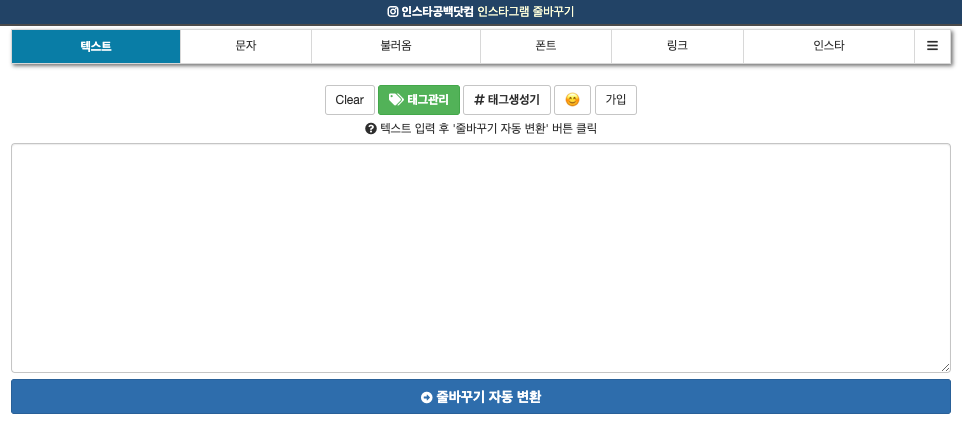 인스타공백닷컴 인스타그램 줄바꾸기
텍스트 문자 불러옴 폰트 링크 인스타
Clear 태그관리 # 태그생성기 가입
텍스트 입력 후 '줄바꾸기 자동 변환' 버튼 클릭
줄바꾸기 자동 변환